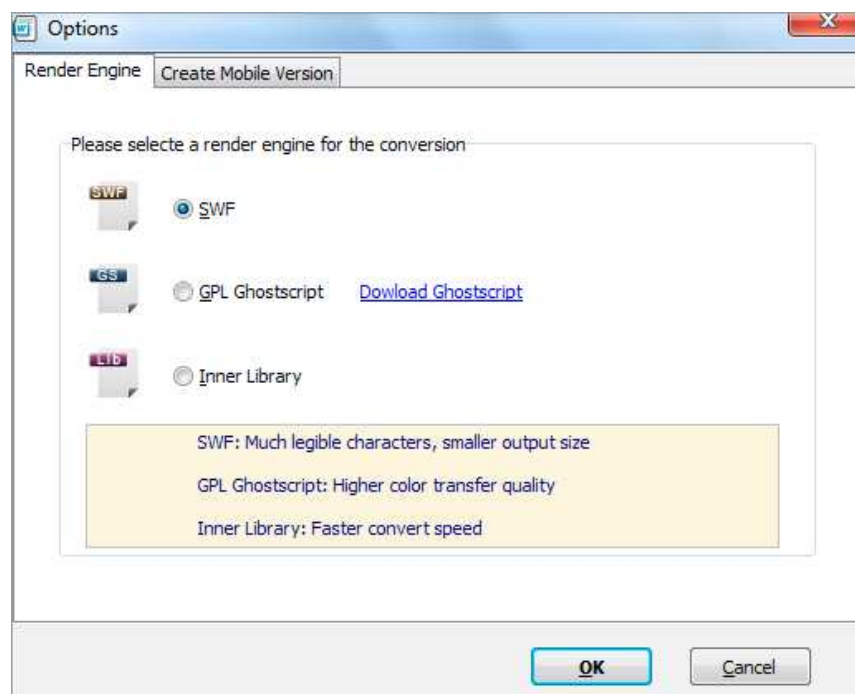 Options
Render Engine Create Mobile Version
Please selecte a render engine for the conversion
SWF
SWF
GS
GPL Ghostscript Dowload Ghostscript
Lib
Inner Library
SWF: Much legible characters, smaller output size
GPL Ghostscript: Higher color transfer quality
Inner Library: Faster convert speed
OK Cancel